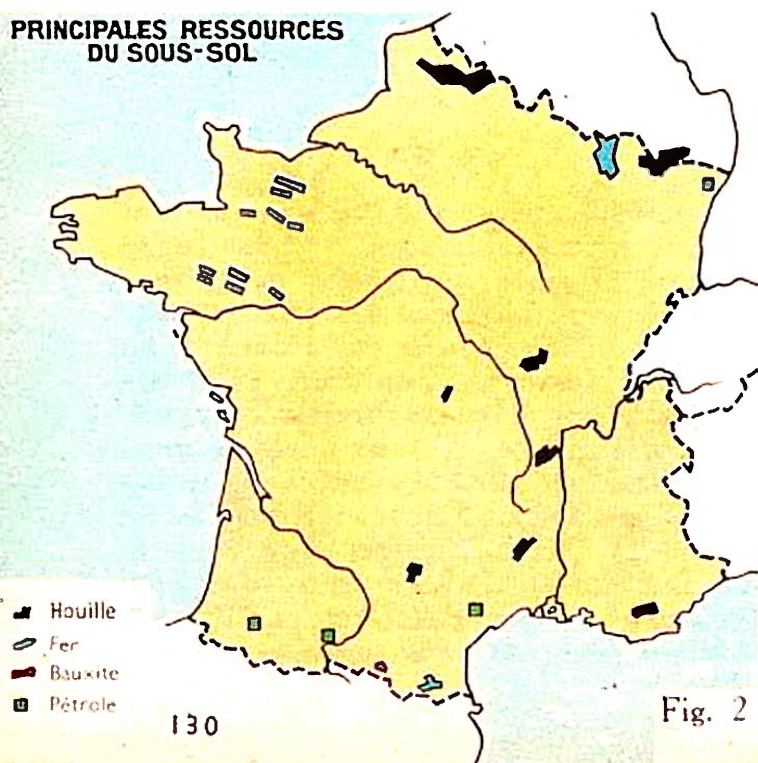 PRINCIPALES RESSOURCES
DU SOUS-SOL
Houille
Fer
Bauxite
Pétrole
130
Fig. 2